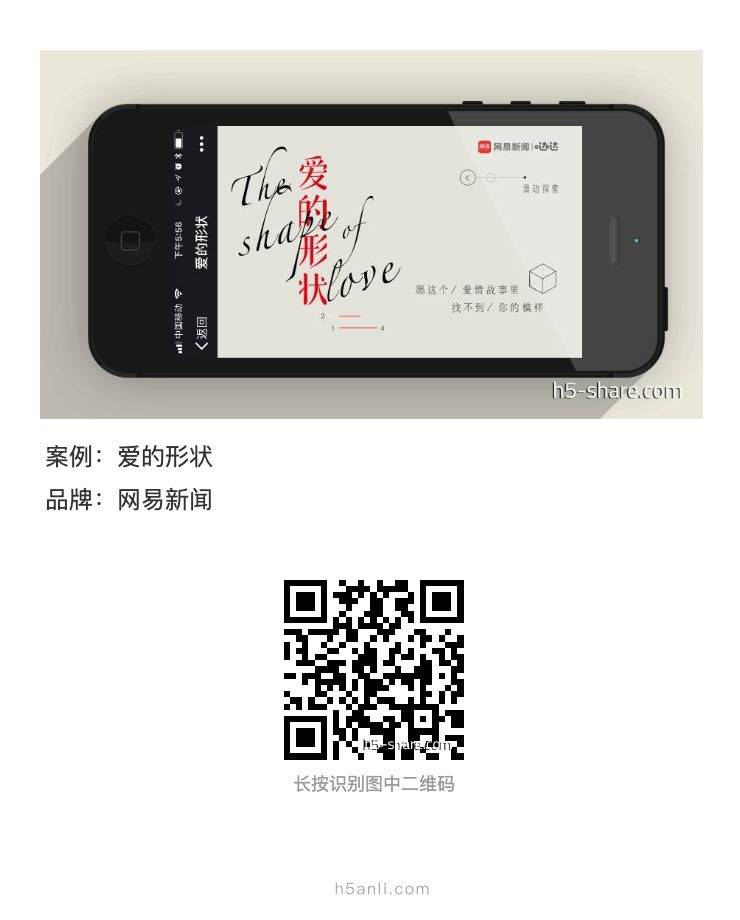 中国移动
下午5:56
返回
爱的形状
网易 网易新闻 | 哒哒
滑动探索
The shape of love
爱的形状
2
1 4
愿这个/爱情故事里
找不到/你的模样
h5-share.com
案例：爱的形状
品牌：网易新闻
h5-share.com
长按识别图中二维码
h5anli.com